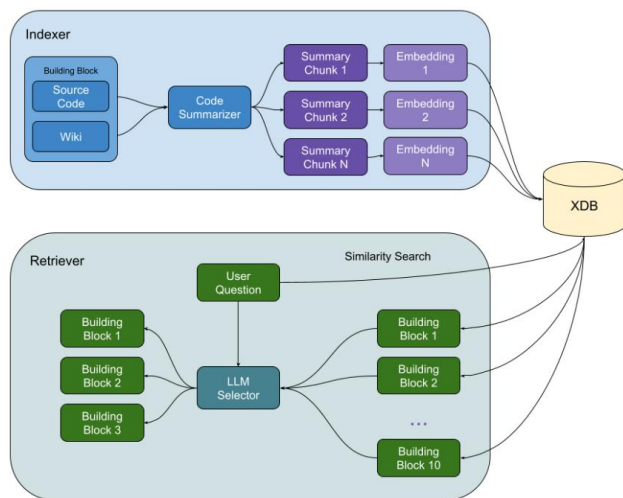 Indexer
Building Block
Source
Code
Wiki
Code
Summarizer
Summary
Chunk 1
Embedding
1
Summary
Chunk 2
Embedding
2
Summary
Chunk N
Embedding
N
XDB
Retriever
Similarity Search
User
Question
Building
Block 1
Building
Block 2
Building
Block 3
LLM
Selector
Building
Block 1
Building
Block 2
...
Building
Block 10